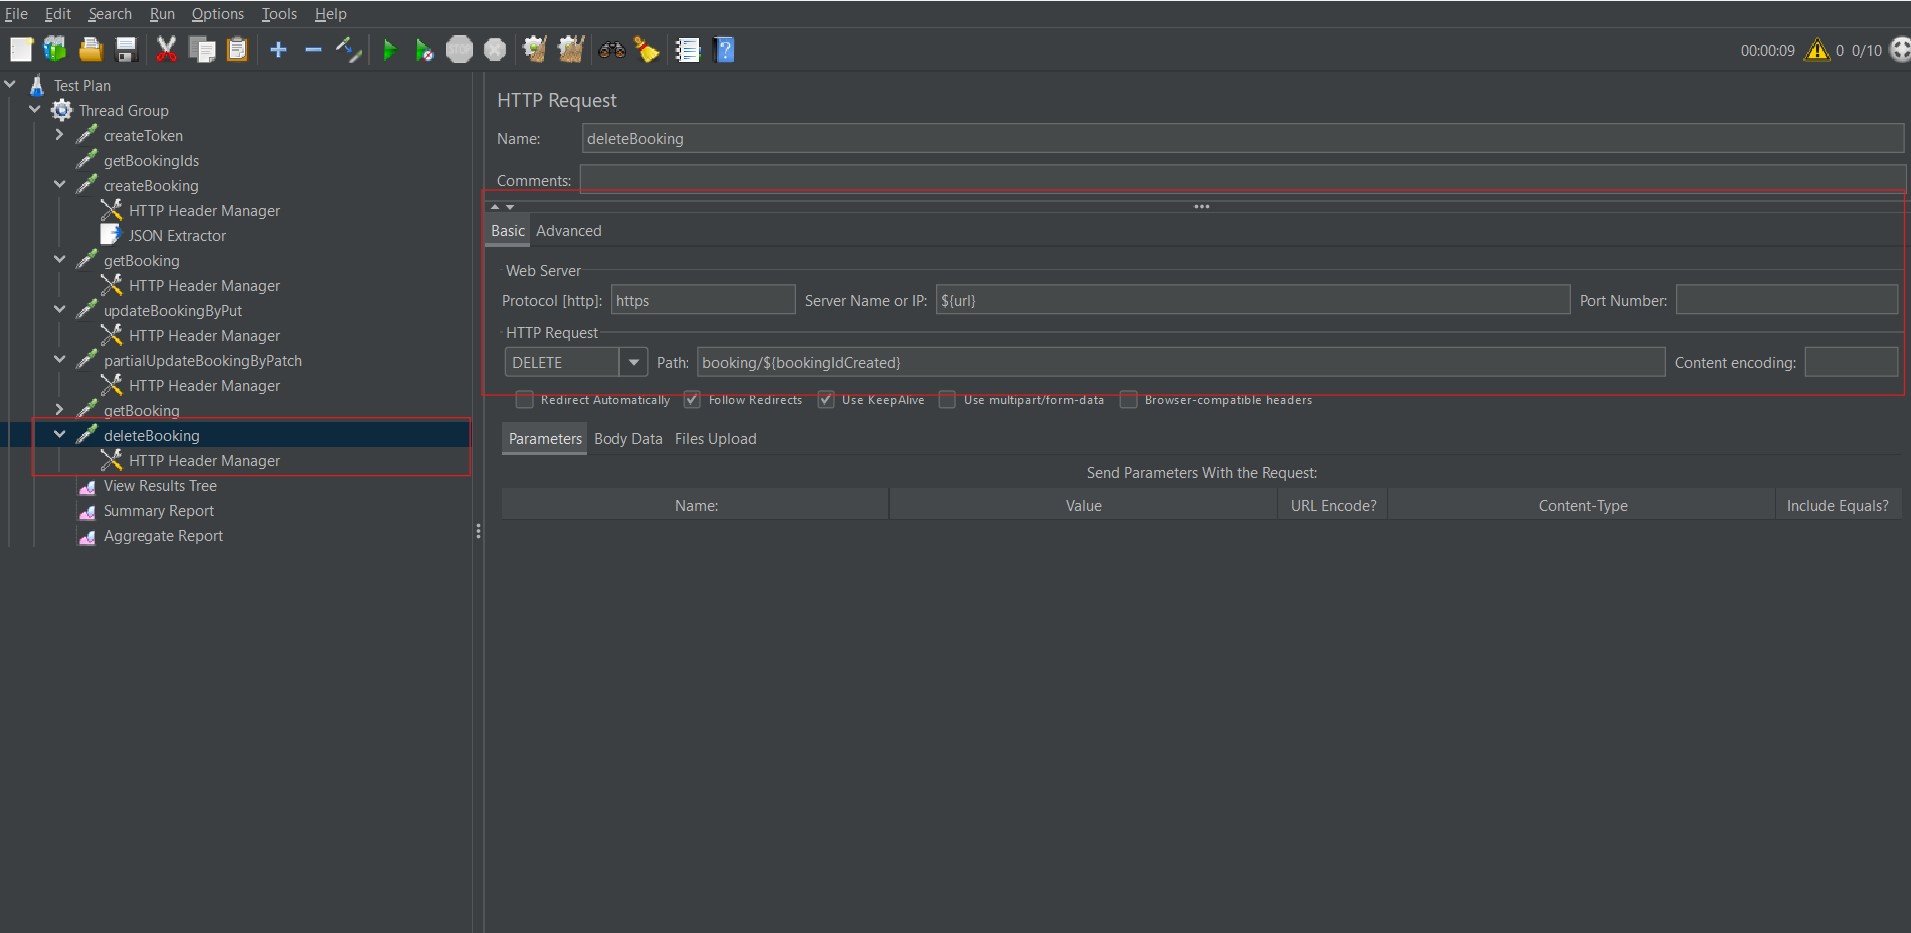 File Edit Search Run Options Tools Help
STOP
00:00:09 0 0/10
Test Plan
Thread Group
createToken
getBookingIds
createBooking
HTTP Header Manager
JSON Extractor
getBooking
HTTP Header Manager
updateBookingByPut
HTTP Header Manager
partialUpdateBookingByPatch
HTTP Header Manager
getBooking
deleteBooking
HTTP Header Manager
View Results Tree
Summary Report
Aggregate Report
HTTP Request
Name: deleteBooking
Comments:
Basic Advanced
Web Server
Protocol [http]: https Server Name or IP: ${url} Port Number:
HTTP Request
DELETE Path: booking/${bookingIdCreated} Content encoding:
Redirect Automatically Follow Redirects Use KeepAlive Use multipart/form-data Browser-compatible headers
Parameters Body Data Files Upload
Send Parameters With the Request:
Name: Value URL Encode? Content-Type Include Equals?